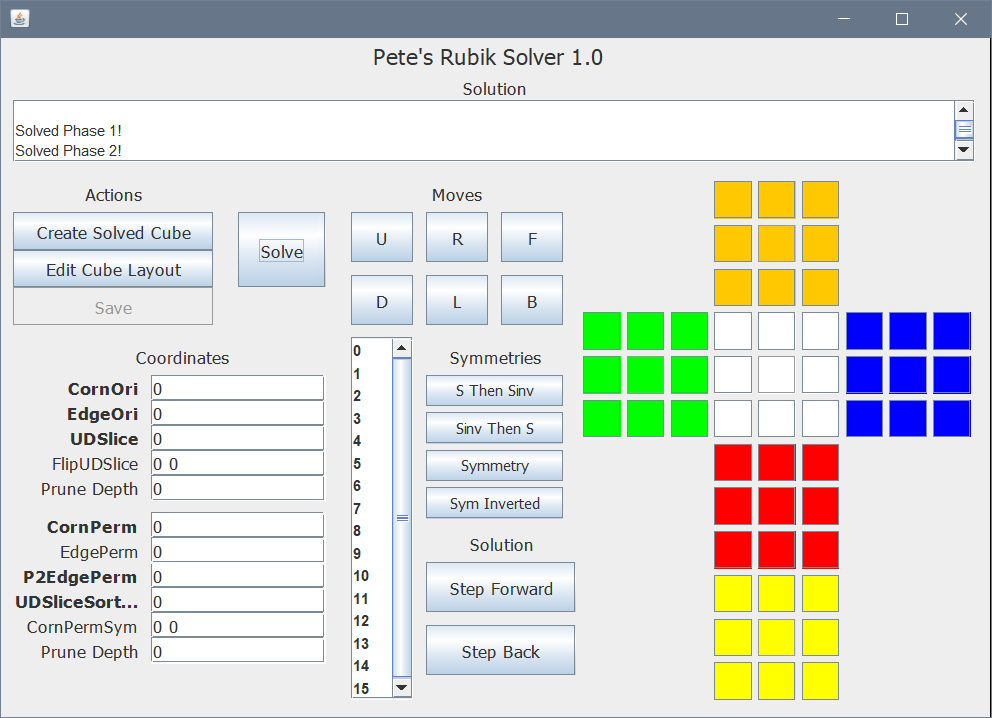 Pete's Rubik Solver 1.0
Solution
Solved Phase 1!
Solved Phase 2!
Actions
Create Solved Cube
Edit Cube Layout
Save
Solve
Moves
U R F
D L B
Coordinates
CornOri 0
EdgeOri 0
UDSlice 0
FlipUDSlice 0 0
Prune Depth 0
CornPerm 0
EdgePerm 0
P2EdgePerm 0
UDSliceSort... 0
CornPermSym 0 0
Prune Depth 0
0
1
2
3
4
5
6
7
8
9
10
11
12
13
14
15
Symmetries
S Then Sinv
Sinv Then S
Symmetry
Sym Inverted
Solution
Step Forward
Step Back